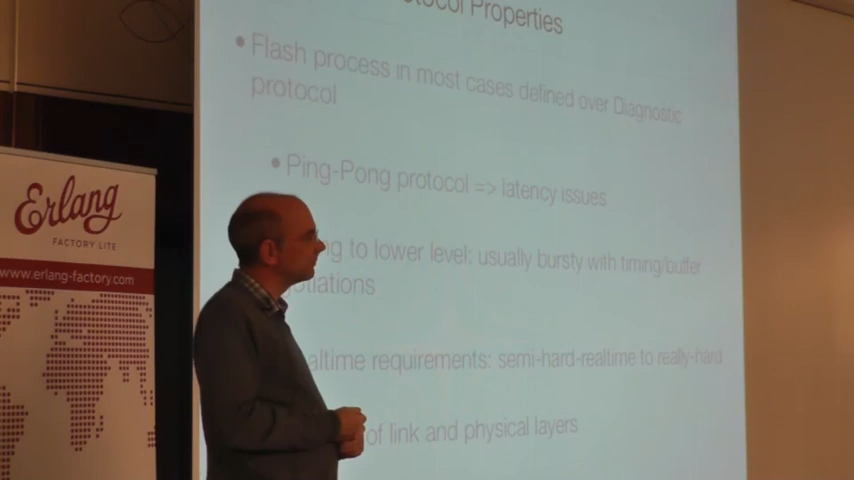 Properties
• Flash process in most cases defined over Diagnostic
protocol
• Ping-Pong protocol => latency issues
to lower level: usually bursty with timing/buffer
requirements: semi-hard-realtime to really-hard
of link and physical layers
Erlang
FACTORY LITE
www.erlang-factory.com